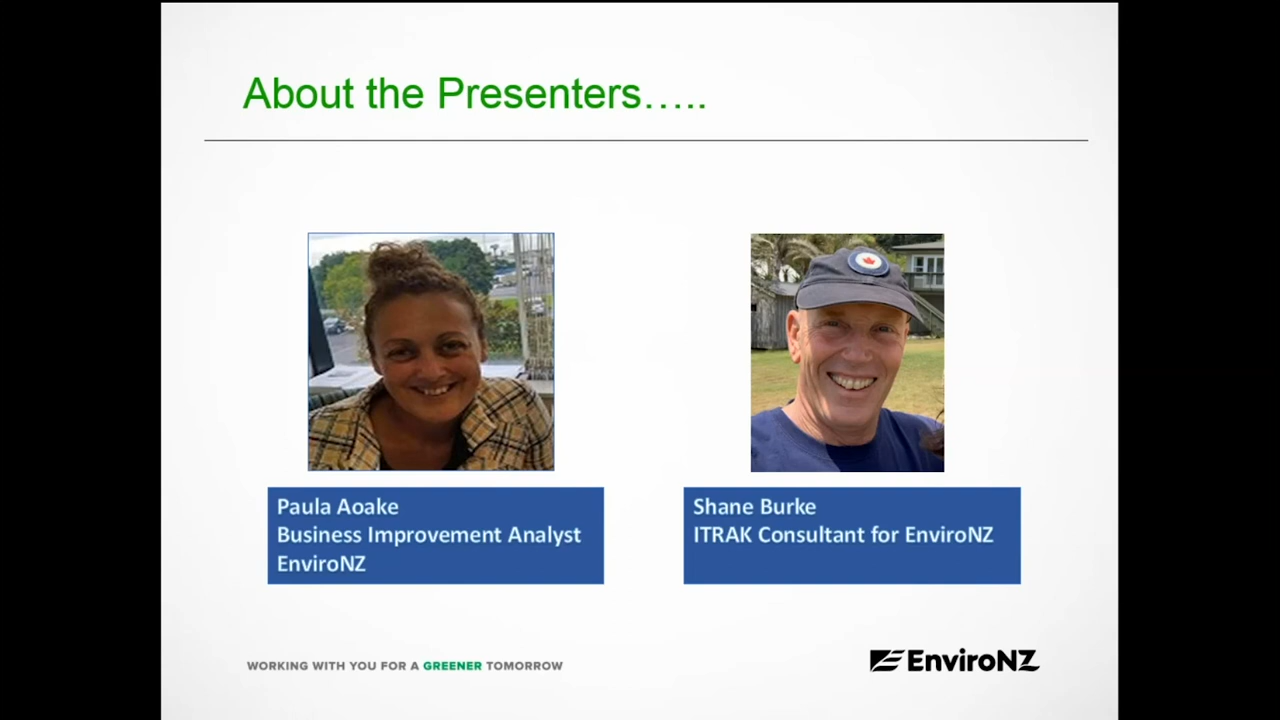 About the Presenters…..
Paula Aoake
Business Improvement Analyst
EnviroNZ
Shane Burke
ITRAK Consultant for EnviroNZ
WORKING WITH YOU FOR A GREENER TOMORROW
EnviroNZ